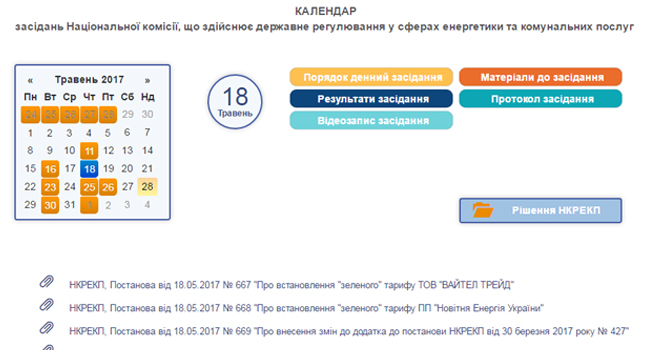 КАЛЕНДАР
засідань Національної комісії, що здійснює державне регулювання у сферах енергетики та комунальних послуг
« Травень 2017 »
Пн Вт Ср Чт Пт Сб Нд
24 25 26 27 28 29 30
1 2 3 4 5 6 7
8 9 10 11 12 13 14
15 16 17 18 19 20 21
22 23 24 25 26 27 28
29 30 31 1 2 3 4
18
Травень
Порядок денний засідання
Матеріали до засідання
Результати засідання
Протокол засідання
Відеозапис засідання
Рішення НКРЕКП
НКРЕКП, Постанова від 18.05.2017 № 667 "Про встановлення "зеленого" тарифу ТОВ "ВАЙТЕЛ ТРЕЙД"
НКРЕКП, Постанова від 18.05.2017 № 668 "Про встановлення "зеленого" тарифу ПП "Новітня Енергія України"
НКРЕКП, Постанова від 18.05.2017 № 669 "Про внесення змін до додатка до постанови НКРЕКП від 30 березня 2017 року № 427"